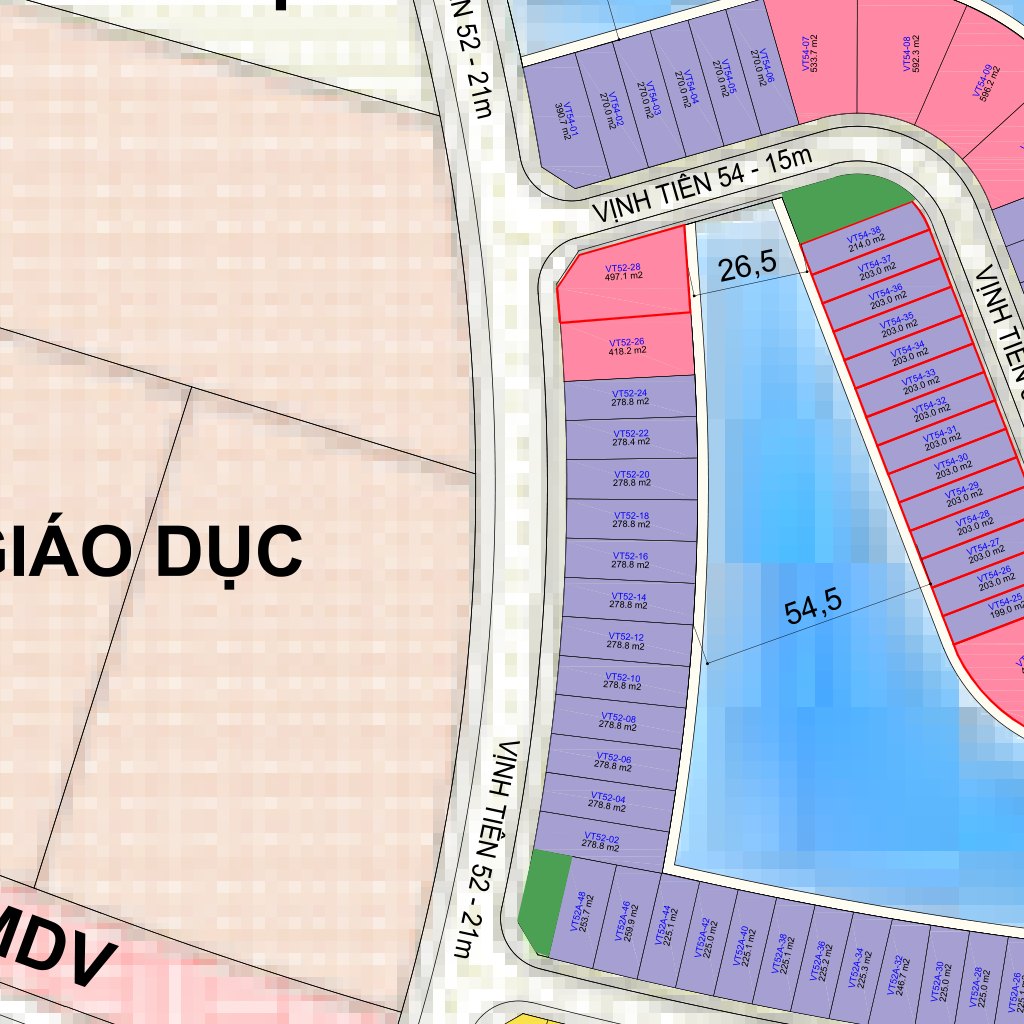 N 52 - 21m
VT54-01
390.7 m2
VT54-02
270.0 m2
VT54-03
270.0 m2
VT54-04
270.0 m2
VT54-05
270.0 m2
VT54-06
270.0 m2
VT54-07
533.7 m2
VT54-08
592.3 m2
VT54-09
596.2 m2
VỊNH TIÊN 54 - 15m
VT52-28
497.1 m2
VT52-26
418.2 m2
VT52-24
278.8 m2
VT52-22
278.4 m2
VT52-20
278.8 m2
VT52-18
278.8 m2
VT52-16
278.8 m2
VT52-14
278.8 m2
VT52-12
278.8 m2
VT52-10
278.8 m2
VT52-08
278.8 m2
VT52-06
278.8 m2
VT52-04
278.8 m2
VT52-02
278.8 m2
26,5
54,5
VT54-38
214.0 m2
VT54-37
203.0 m2
VT54-36
203.0 m2
VT54-35
203.0 m2
VT54-34
203.0 m2
VT54-33
203.0 m2
VT54-32
203.0 m2
VT54-31
203.0 m2
VT54-30
203.0 m2
VT54-29
203.0 m2
VT54-28
203.0 m2
VT54-27
203.0 m2
VT54-26
203.0 m2
VT54-25
199.0 m2
VỊNH TIÊN
GIÁO DỤC
MDV
VỊNH TIÊN 52 - 21m
VT52A-48
253.7 m2
VT52A-46
259.9 m2
VT52A-44
225.1 m2
VT52A-42
225.0 m2
VT52A-40
225.1 m2
VT52A-38
225.1 m2
VT52A-36
225.2 m2
VT52A-34
225.3 m2
VT52A-32
246.7 m2
VT52A-30
225.0 m2
VT52A-28
225.0 m2
VT52A-26